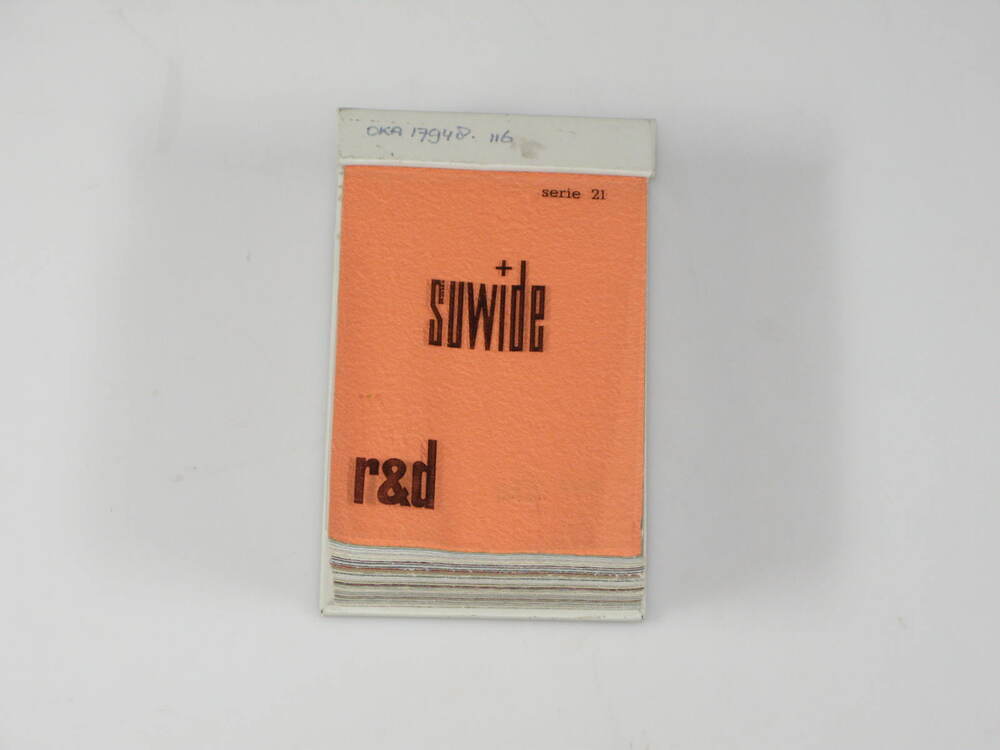 OKA 17948. 116
serie 21
suwide
r&d